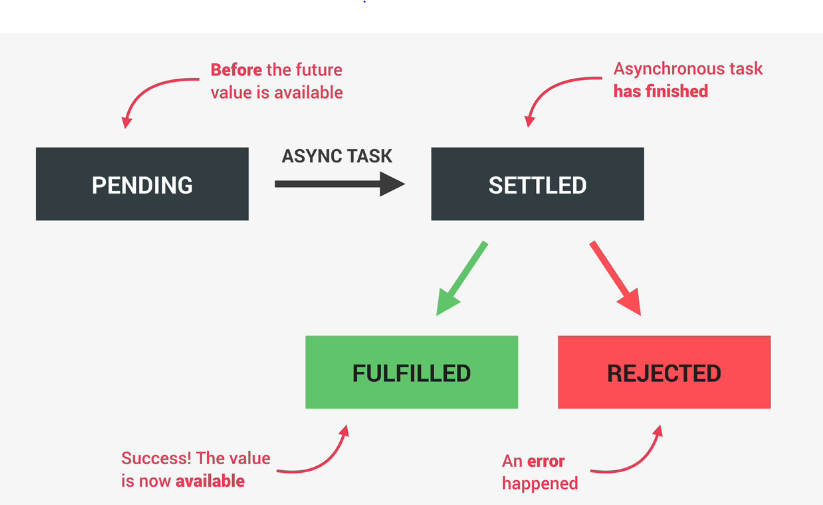 Before the future
value is available
Asynchronous task
has finished
ASYNC TASK
PENDING
SETTLED
FULFILLED
REJECTED
Success! The value
is now available
An error
happened